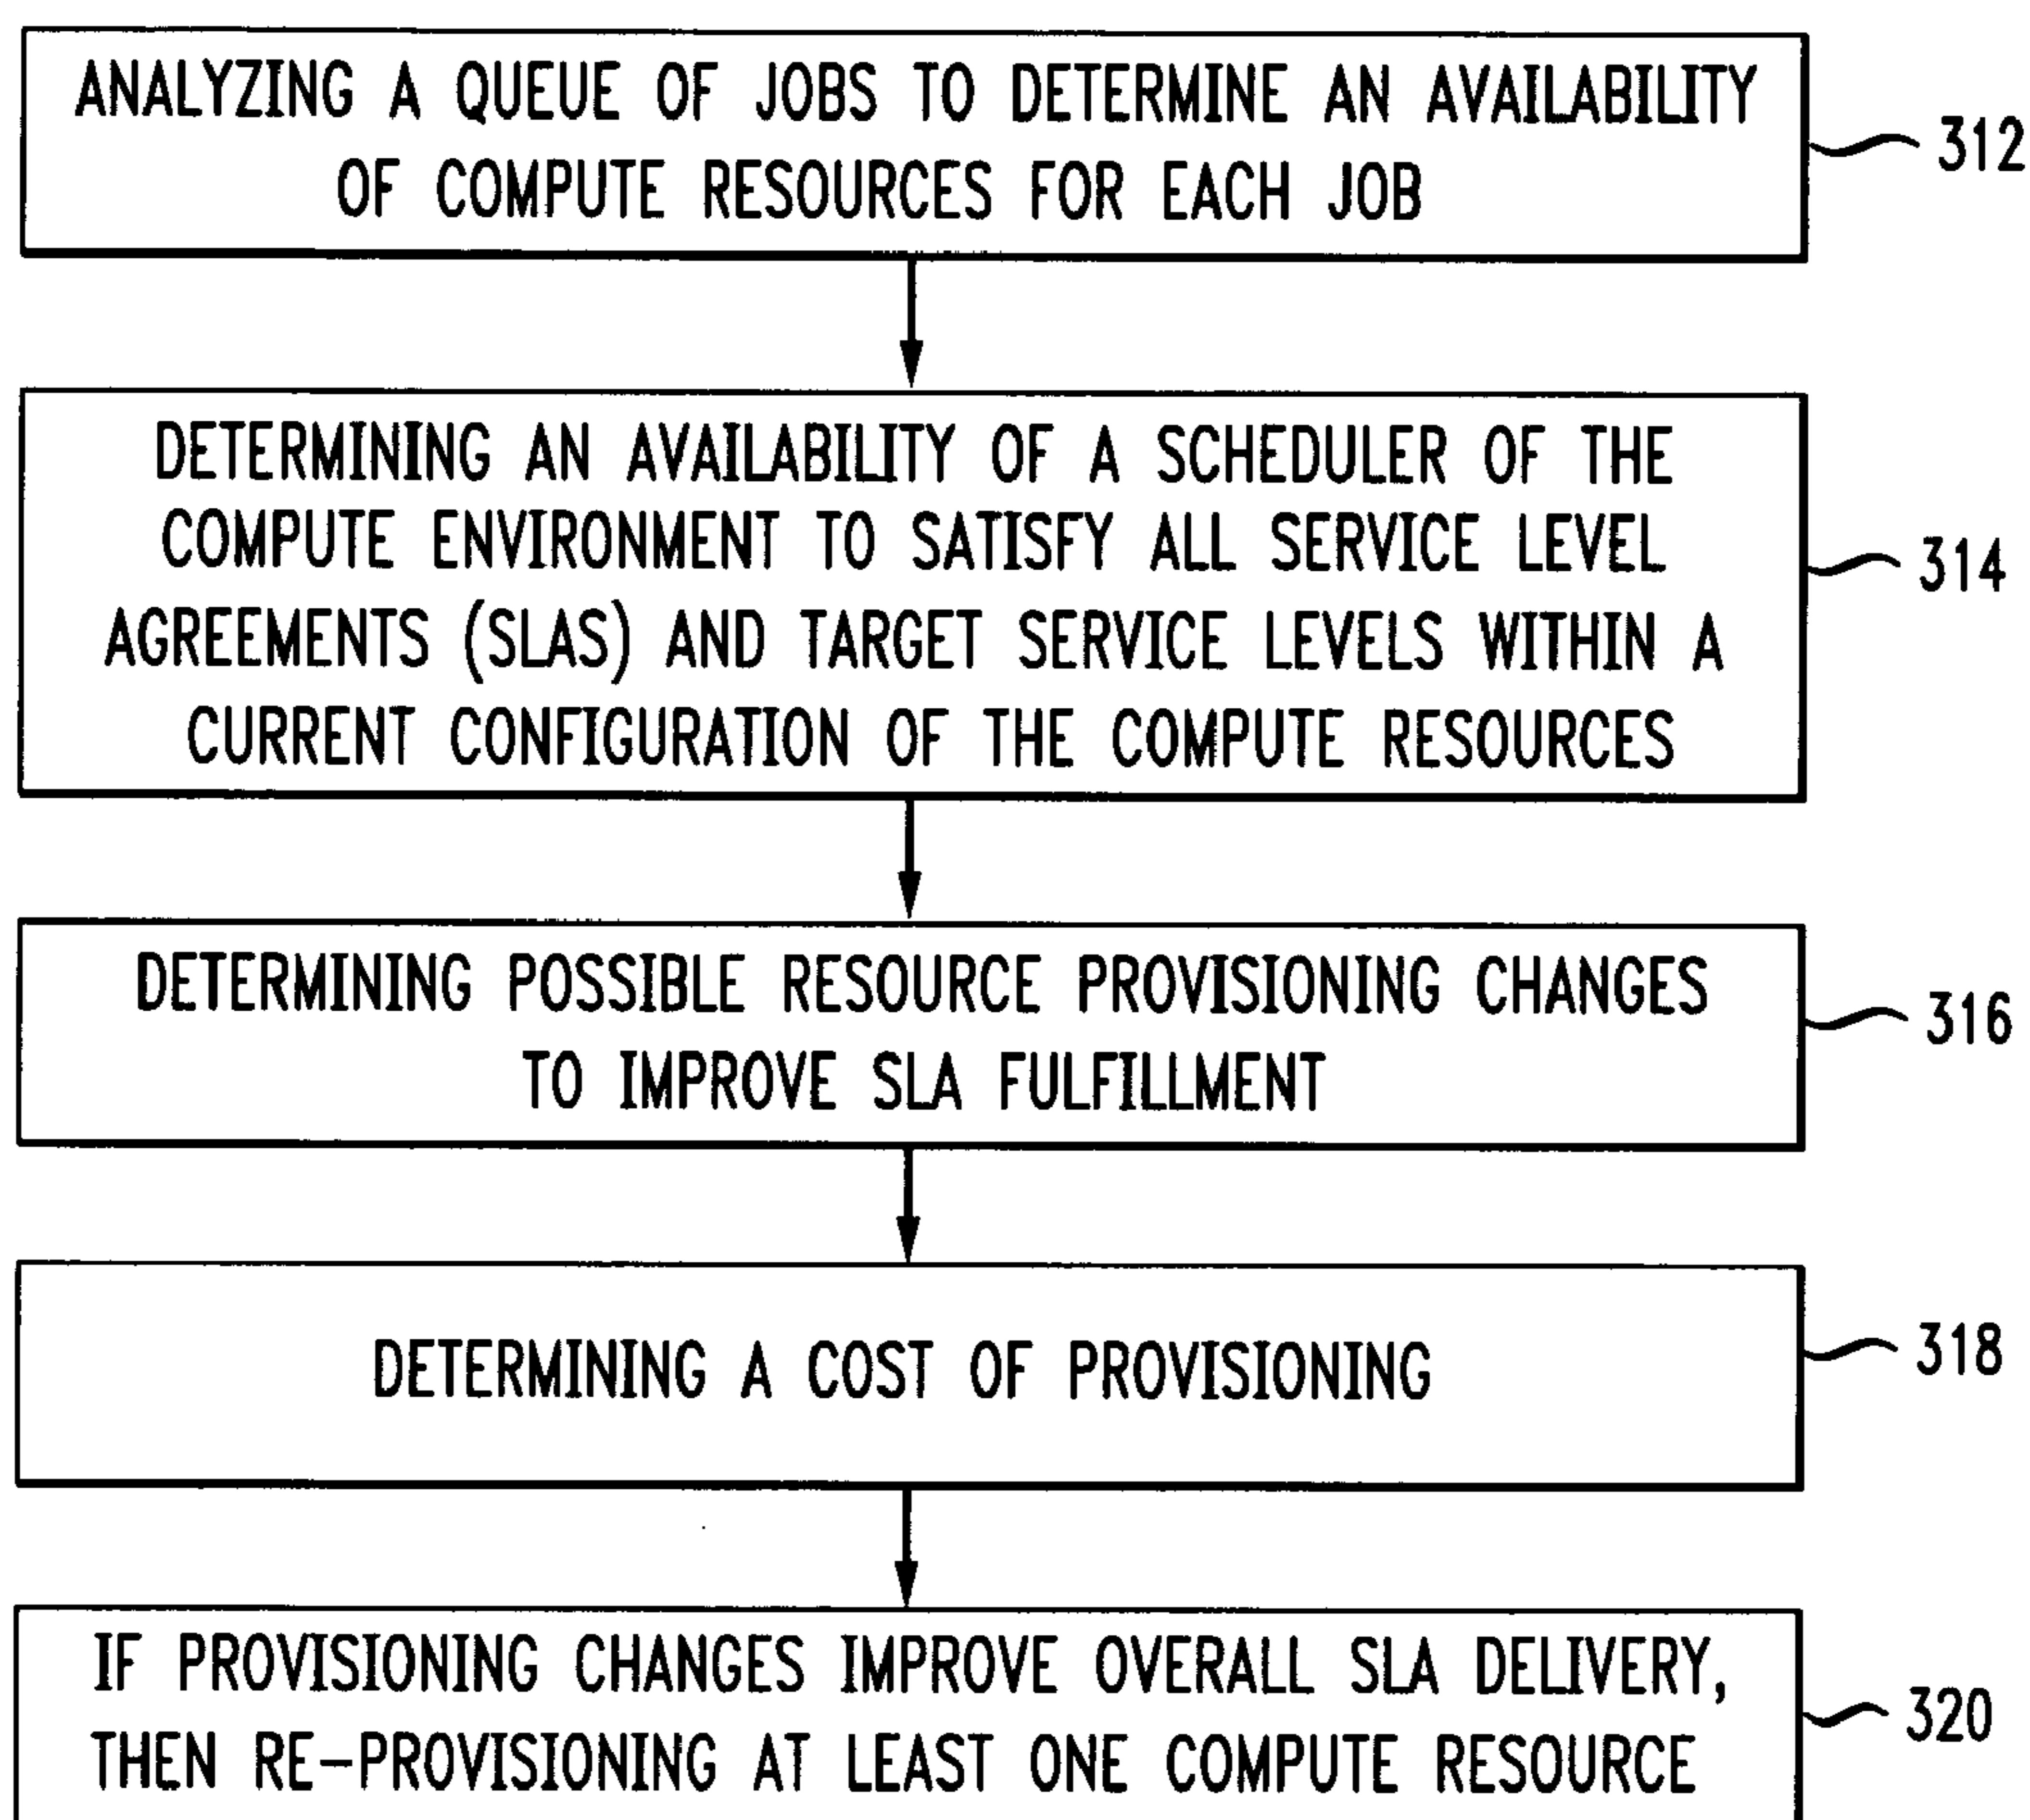 ANALYZING A QUEUE OF JOBS TO DETERMINE AN AVAILABILITY
OF COMPUTE RESOURCES FOR EACH JOB
312
DETERMINING AN AVAILABILITY OF A SCHEDULER OF THE
COMPUTE ENVIRONMENT TO SATISFY ALL SERVICE LEVEL
AGREEMENTS (SLAS) AND TARGET SERVICE LEVELS WITHIN A
CURRENT CONFIGURATION OF THE COMPUTE RESOURCES
314
DETERMINING POSSIBLE RESOURCE PROVISIONING CHANGES
TO IMPROVE SLA FULFILLMENT
316
DETERMINING A COST OF PROVISIONING
318
IF PROVISIONING CHANGES IMPROVE OVERALL SLA DELIVERY,
THEN RE-PROVISIONING AT LEAST ONE COMPUTE RESOURCE
320